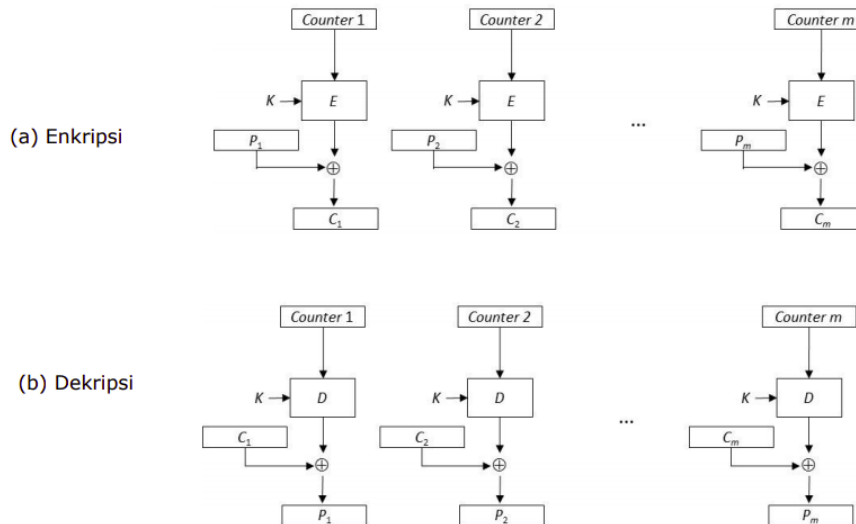 Counter 1 Counter 2 Counter m
K E K E K E
...
(a) Enkripsi
P₁ P₂ Pₘ
⊕ ⊕ ⊕
C₁ C₂ Cₘ
Counter 1 Counter 2 Counter m
(b) Dekripsi
K D K D K D
...
C₁ C₂ Cₘ
⊕ ⊕ ⊕
P₁ P₂ Pₘ